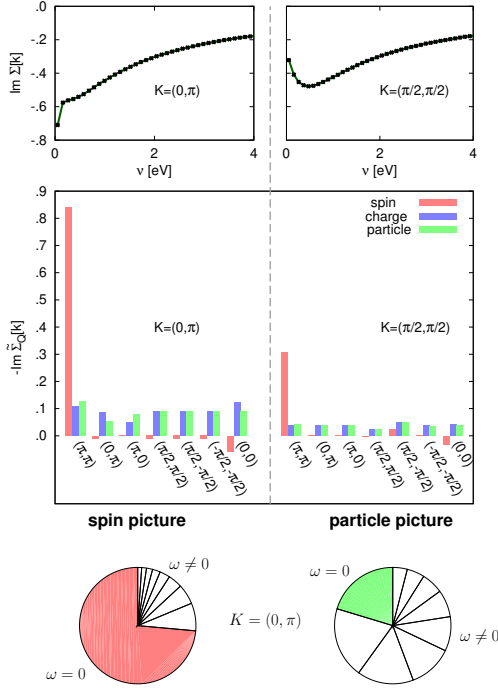 Im Σ[k]
.0
-.2
-.4
-.6
-.8
K=(0,π)
K=(π/2,π/2)
0 2 4
0 2 4
ν [eV]
ν [eV]
-Im Σ̃_Q[k]
.9
.8
.7
.6
.5
.4
.3
.2
.1
.0
spin
charge
particle
K=(0,π)
K=(π/2,π/2)
(π,π) (0,π) (π,0) (π/2,π/2) (π/2,-π/2) (-π/2,-π/2) (0,0)
(π,π) (0,π) (π,0) (π/2,π/2) (π/2,-π/2) (-π/2,-π/2) (0,0)
spin picture
particle picture
ω ≠ 0
ω = 0
K = (0, π)
ω = 0
ω ≠ 0